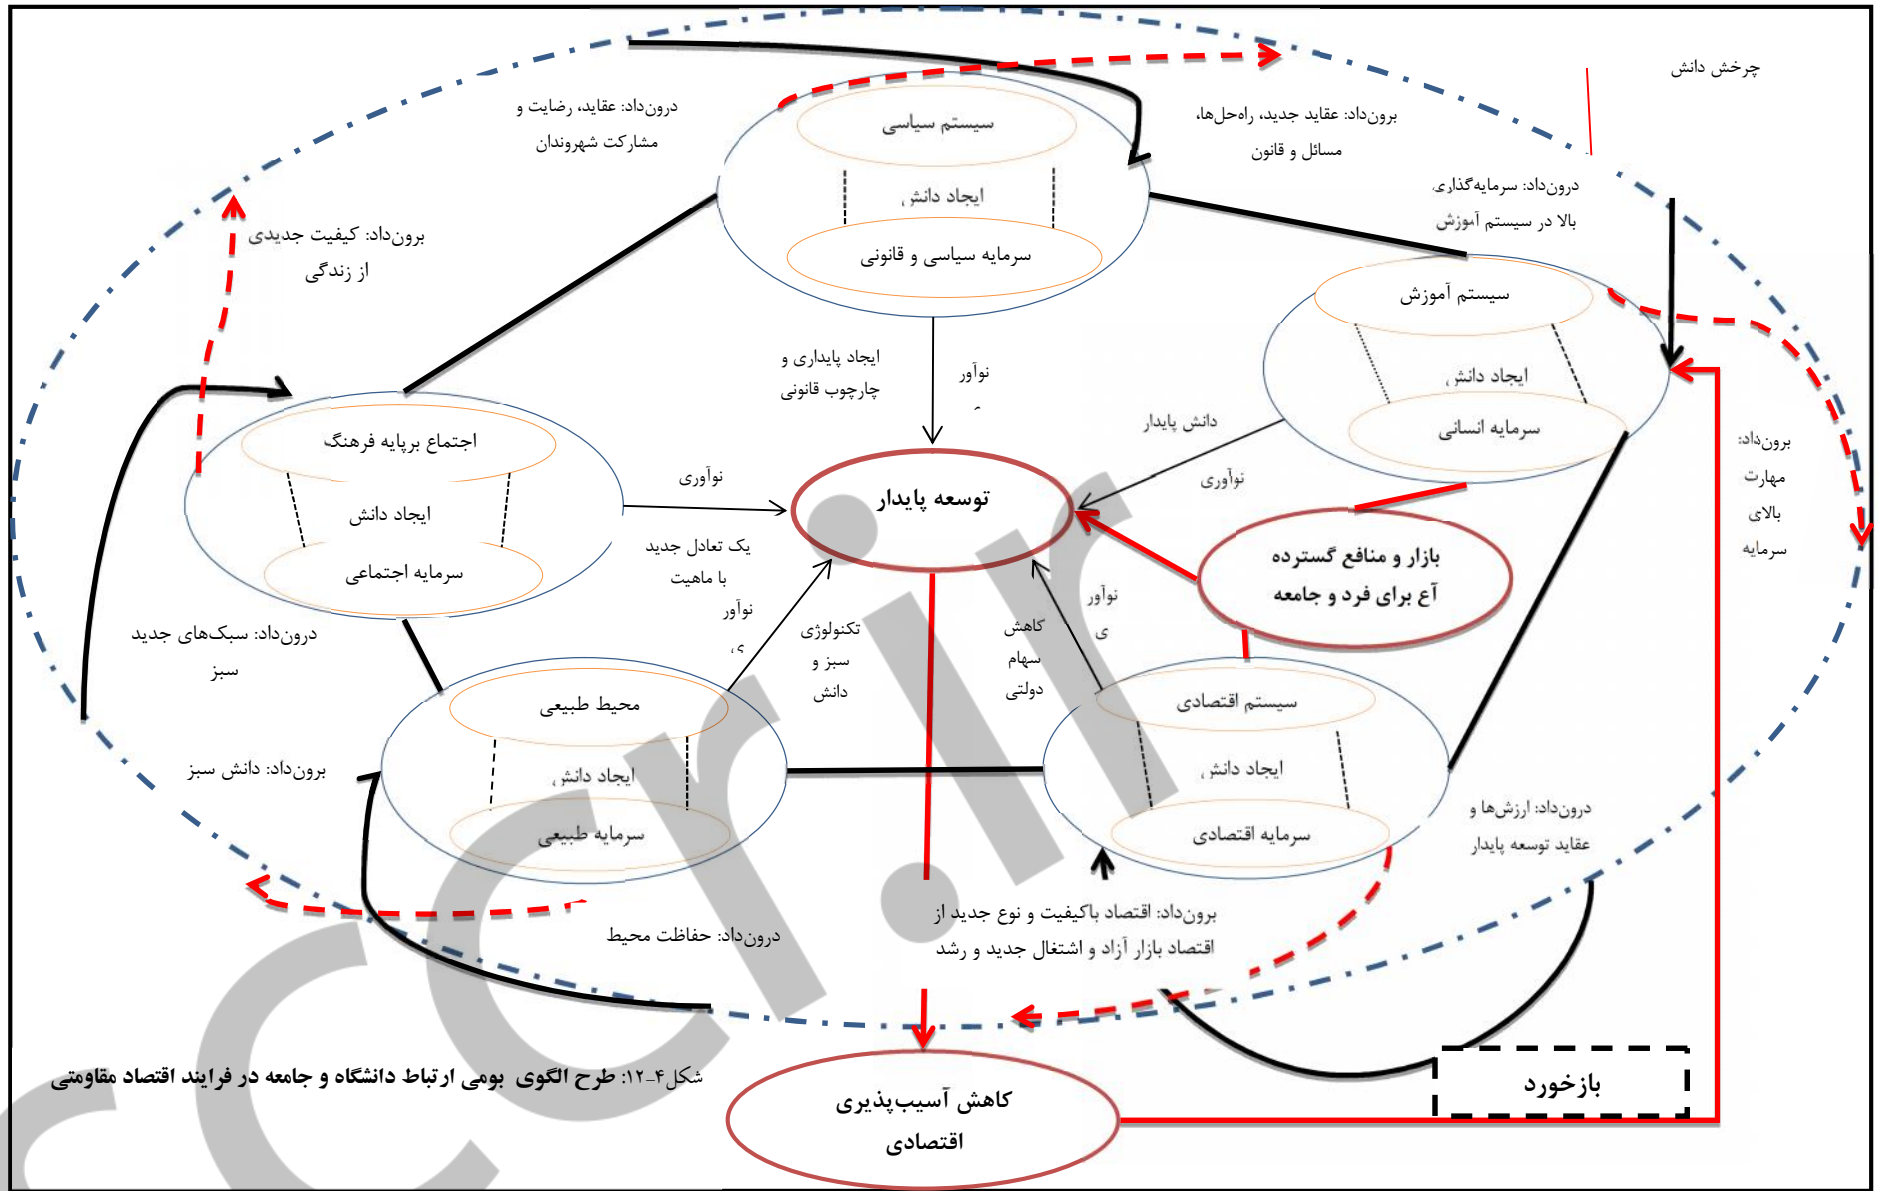 چرخش دانش
درون‌داد: عقاید، رضایت و
مشارکت شهروندان
برون‌داد: عقاید جدید، راه‌حل‌ها،
مسائل و قانون
سیستم سیاسی
ایجاد دانش
سرمایه سیاسی و قانونی
درون‌داد: سرمایه‌گذاری
بالا در سیستم آموزش
سیستم آموزش
ایجاد دانش
سرمایه انسانی
برون‌داد:
مهارت
بالای
سرمایه
برون‌داد: کیفیت جدیدی
از زندگی
اجتماع برپایه فرهنگ
ایجاد دانش
سرمایه اجتماعی
ایجاد پایداری و
چارچوب قانونی
نوآور
ی
دانش پایدار
نوآوری
نوآوری
توسعه پایدار
بازار و منافع گسترده
آع برای فرد و جامعه
یک تعادل جدید
با ماهیت
نوآور
ی
تکنولوژی
سبز و
دانش
کاهش
سهام
دولتی
نوآور
ی
درون‌داد: سبک‌های جدید
سبز
محیط طبیعی
ایجاد دانش
سرمایه طبیعی
سیستم اقتصادی
ایجاد دانش
سرمایه اقتصادی
برون‌داد: دانش سبز
درون‌داد: ارزش‌ها و
عقاید توسعه پایدار
درون‌داد: حفاظت محیط
برون‌داد: اقتصاد باکیفیت و نوع جدید از
اقتصاد بازار آزاد و اشتغال جدید و رشد
بازخورد
کاهش آسیب‌پذیری
اقتصادی
شکل۴-۱۲: طرح الگوی بومی ارتباط دانشگاه و جامعه در فرایند اقتصاد مقاومتی
rccr.ir